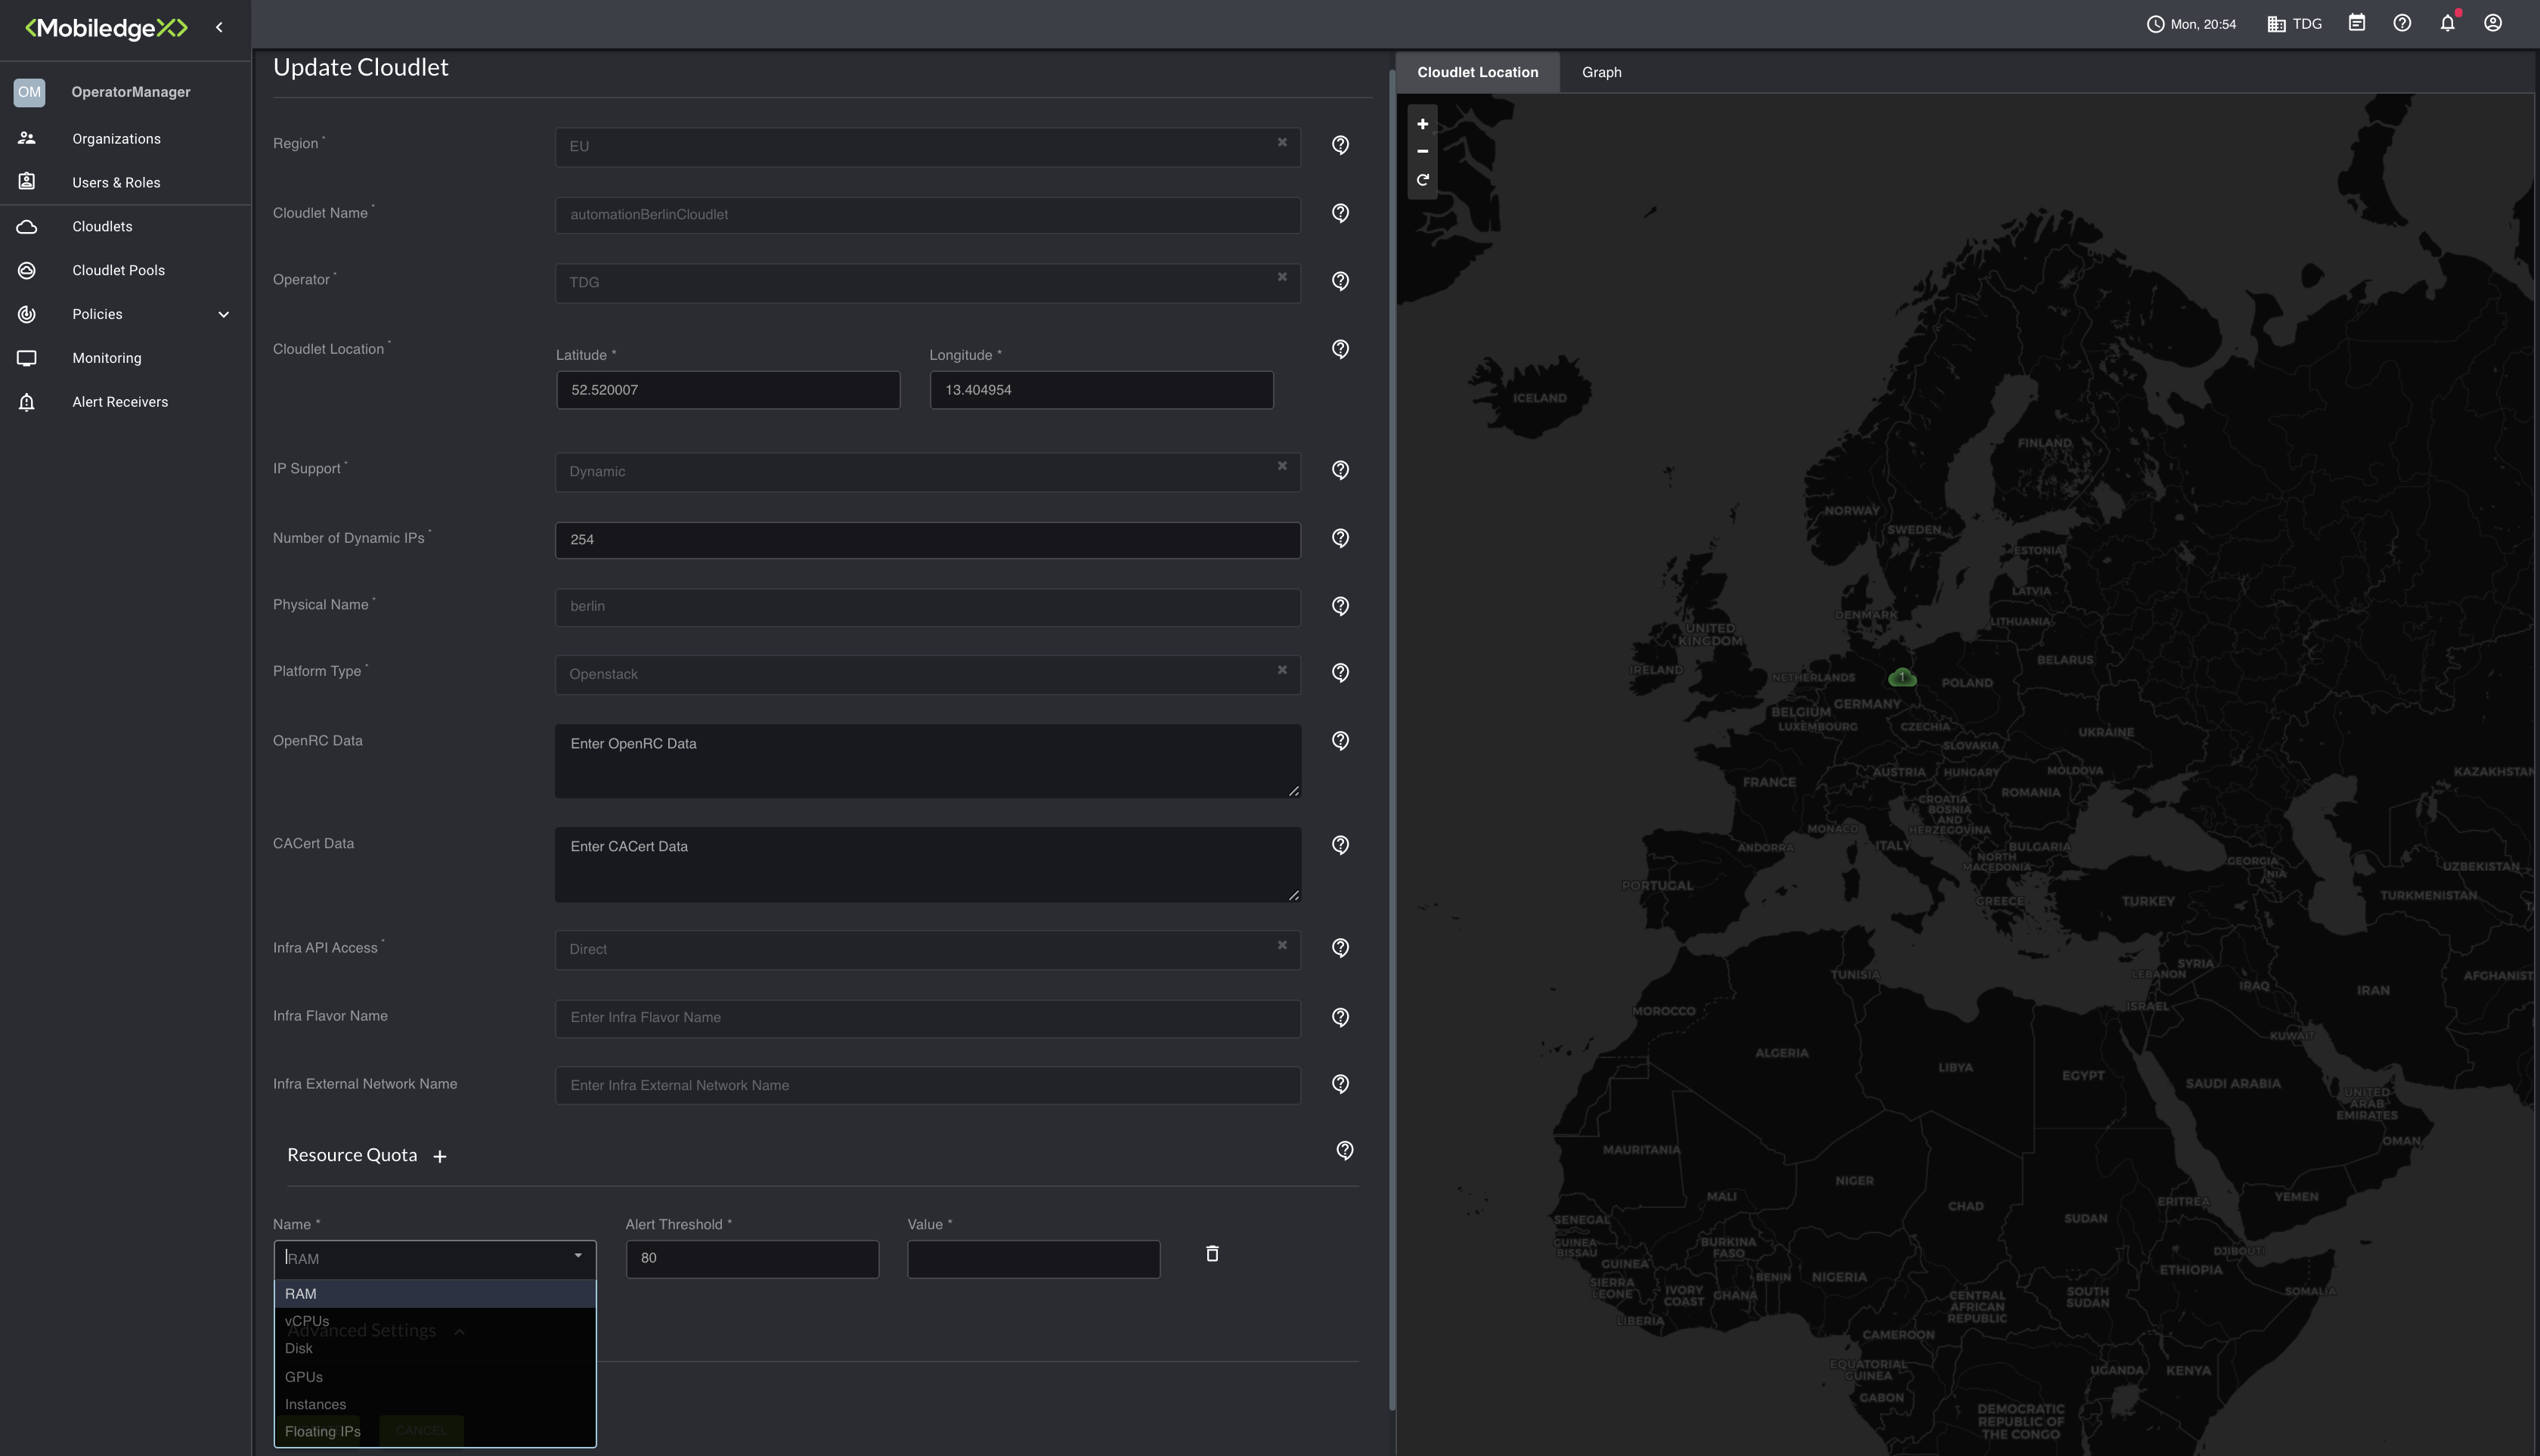 <MobiledgeX>
Mon, 20:54
TDG
OM
OperatorManager
Organizations
Users & Roles
Cloudlets
Cloudlet Pools
Policies
Monitoring
Alert Receivers
Update Cloudlet
Region *
EU
Cloudlet Name *
automationBerlinCloudlet
Operator *
TDG
Cloudlet Location *
Latitude *
Longitude *
52.520007
13.404954
IP Support *
Dynamic
Number of Dynamic IPs *
254
Physical Name *
berlin
Platform Type *
Openstack
OpenRC Data
Enter OpenRC Data
CACert Data
Enter CACert Data
Infra API Access *
Direct
Infra Flavor Name
Enter Infra Flavor Name
Infra External Network Name
Enter Infra External Network Name
Resource Quota +
Name *
Alert Threshold *
Value *
RAM
80
RAM
vCPUs
Advanced Settings
Disk
GPUs
Instances
Floating IPs
CANCEL
Cloudlet Location
Graph
+
−
ICELAND
FINLAND
NORWAY
SWEDEN
ESTONIA
LATVIA
DENMARK
LITHUANIA
UNITED
KINGDOM
IRELAND
BELARUS
NETHERLANDS
1
POLAND
BELGIUM
GERMANY
LUXEMBOURG
CZECHIA
UKRAINE
SLOVAKIA
FRANCE
AUSTRIA
HUNGARY
MOLDOVA
KAZAKHSTAN
ROMANIA
CROATIA
BOSNIA
AND
HERZEGOVINA
MONACO
ANDORRA
ITALY
BULGARIA
NORTH
MACEDONIA
GEORGIA
NIA
UZBEKISTAN
PORTUGAL
GREECE
TURKEY
TURKMENISTAN
TUNISIA
SYRIA
LEBANON
IRAQ
IRAN
AFGHANIST
MOROCCO
ISRAEL
KUWAIT
ALGERIA
LIBYA
EGYPT
SAUDI ARABIA
UNITED
ARAB
EMIRATES
OMAN
MAURITANIA
MALI
NIGER
CHAD
SUDAN
ERITREA
YEMEN
SENEGAL
GUINEA-
BISSAU
GUINEA
BURKINA
FASO
DJIBOUTI
SIERRA
LEONE
IVORY
COAST
GHANA
BENIN
NIGERIA
ETHIOPIA
SOMALIA
LIBERIA
CENTRAL
AFRICAN
REPUBLIC
SOUTH
SUDAN
CAMEROON
EQUATORIAL
GUINEA
UGANDA
KENYA
GABON
DEMOCRATIC
REPUBLIC OF
THE CONGO